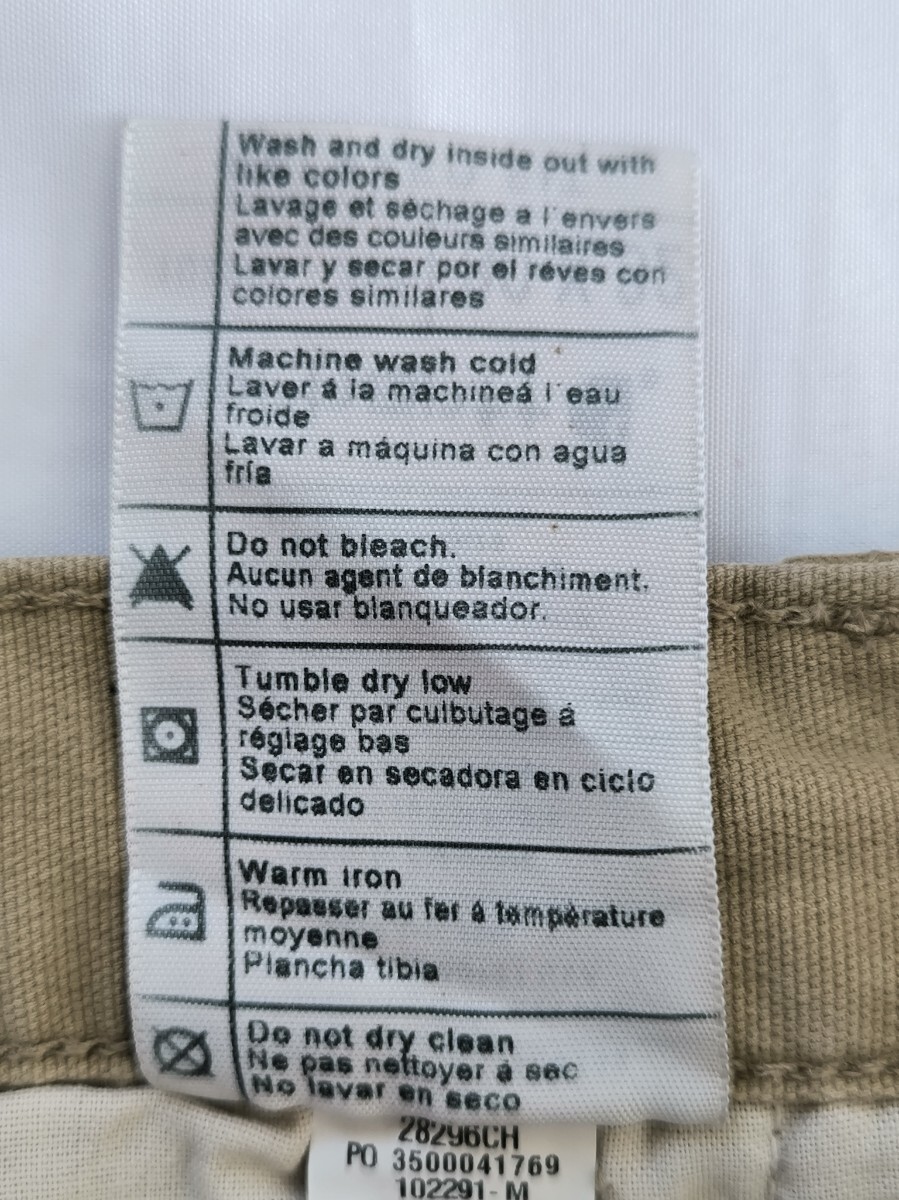 Wash and dry inside out with
like colors
Lavage et séchage a l'envers
avec des couleurs similaires
Lavar y secar por el réves con
colores similares
Machine wash cold
Laver á la machineá l'eau
froide
Lavar a máquina con agua
fría
Do not bleach.
Aucun agent de blanchiment.
No usar blanqueador.
Tumble dry low
Sécher par culbutage á
réglage bas
Secar en secadora en ciclo
delicado
Warm iron
Repasser au fer á température
moyenne
Plancha tibia
Do not dry clean
Ne pas nettoyer á sec
No lavar en seco
28296CH
PO 3500041769
102291-M